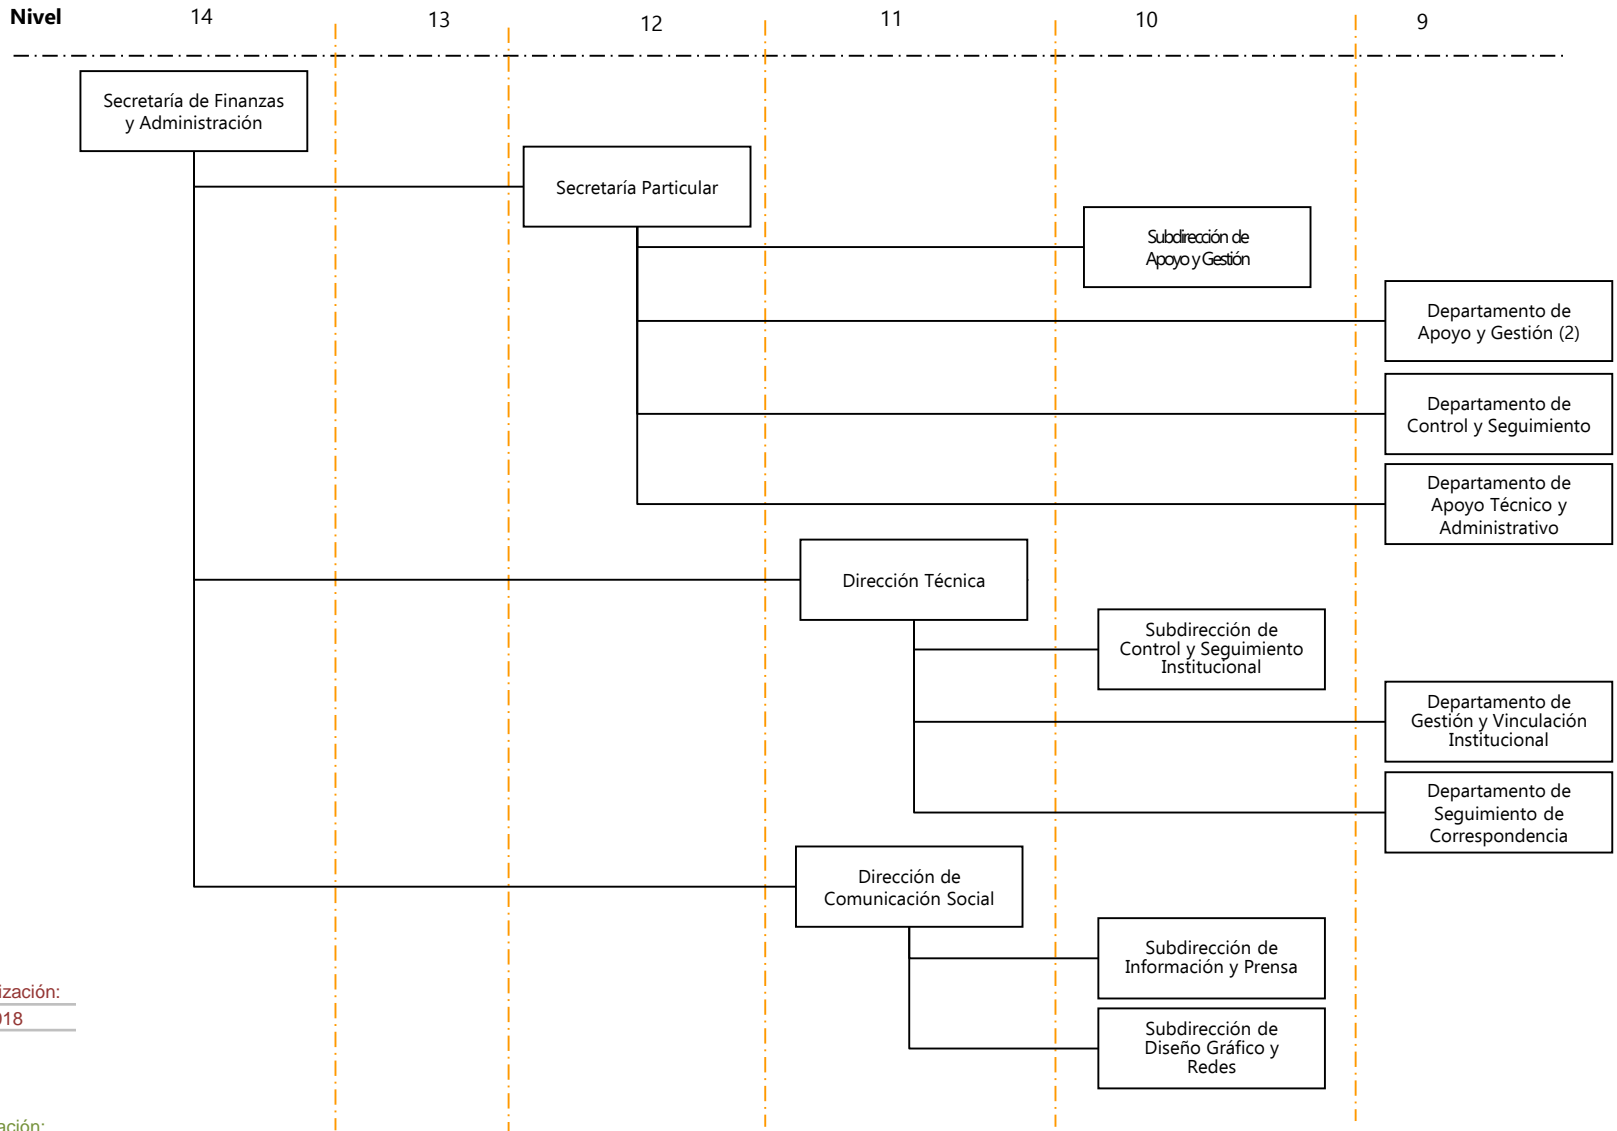 Nivel 14 13 12 11 10 9
Secretaría de Finanzas
y Administración
Secretaría Particular
Subdirección de
Apoyo y Gestión
Departamento de
Apoyo y Gestión (2)
Departamento de
Control y Seguimiento
Departamento de
Apoyo Técnico y
Administrativo
Dirección Técnica
Subdirección de
Control y Seguimiento
Institucional
Departamento de
Gestión y Vinculación
Institucional
Departamento de
Seguimiento de
Correspondencia
Dirección de
Comunicación Social
Subdirección de
Información y Prensa
Subdirección de
Diseño Gráfico y
Redes